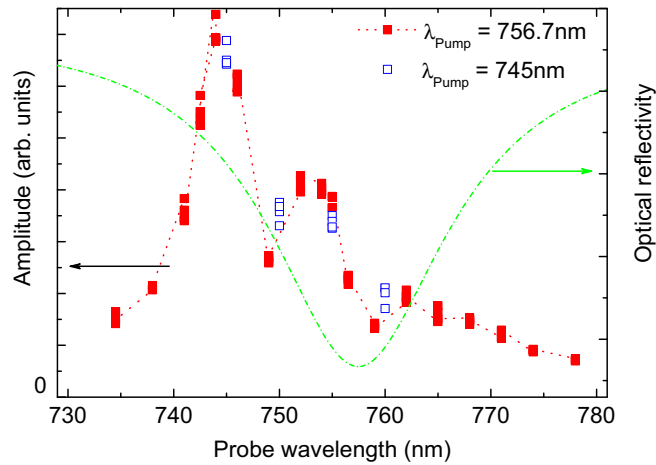 λPump = 756.7nm
λPump = 745nm
Amplitude (arb. units)
Optical reflectivity
0
730 740 750 760 770 780
Probe wavelength (nm)